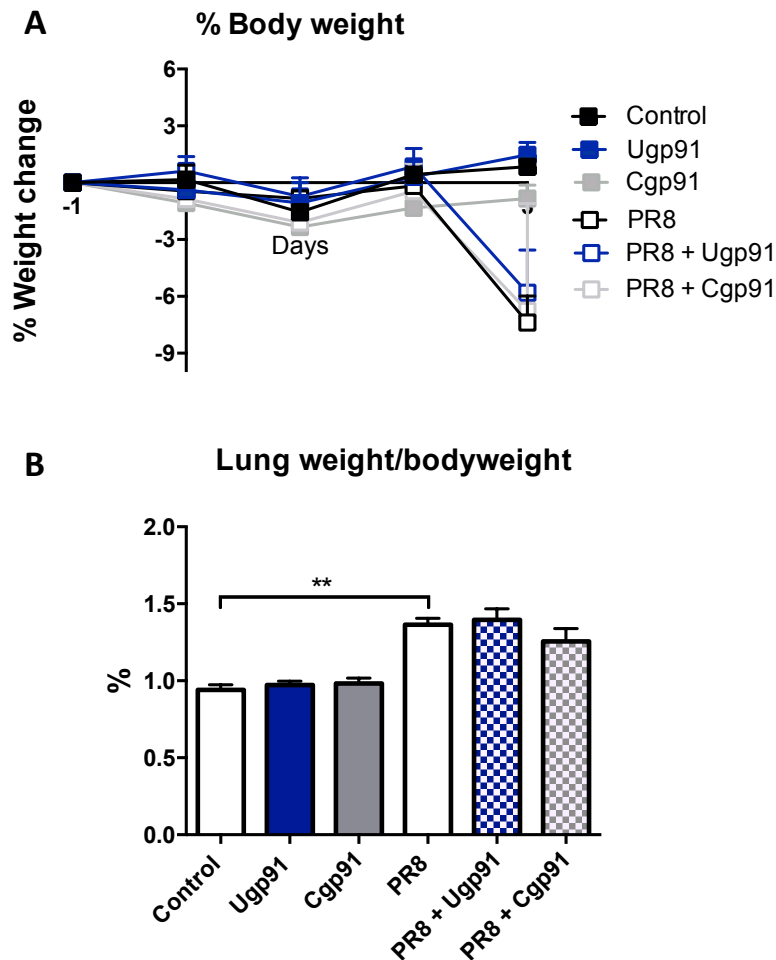 A
% Body weight
% Weight change
6
3
-3
-6
-9
-1
Days
Control
Ugp91
Cgp91
PR8
PR8 + Ugp91
PR8 + Cgp91
B
Lung weight/bodyweight
%
2.0
1.5
1.0
0.5
0.0
**
Control
Ugp91
Cgp91
PR8
PR8 + Ugp91
PR8 + Cgp91